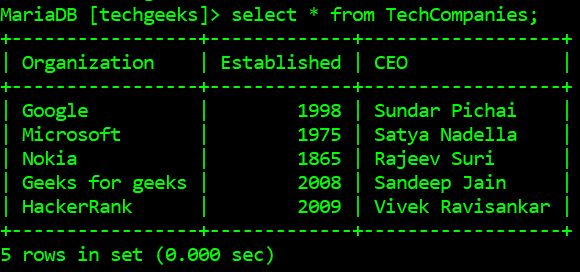 MariaDB [techgeeks]> select * from TechCompanies;
+-----------------+-------------+------------------+
| Organization    | Established | CEO              |
+-----------------+-------------+------------------+
| Google          |        1998 | Sundar Pichai    |
| Microsoft       |        1975 | Satya Nadella    |
| Nokia           |        1865 | Rajeev Suri      |
| Geeks for geeks |        2008 | Sandeep Jain     |
| HackerRank      |        2009 | Vivek Ravisankar |
+-----------------+-------------+------------------+
5 rows in set (0.000 sec)